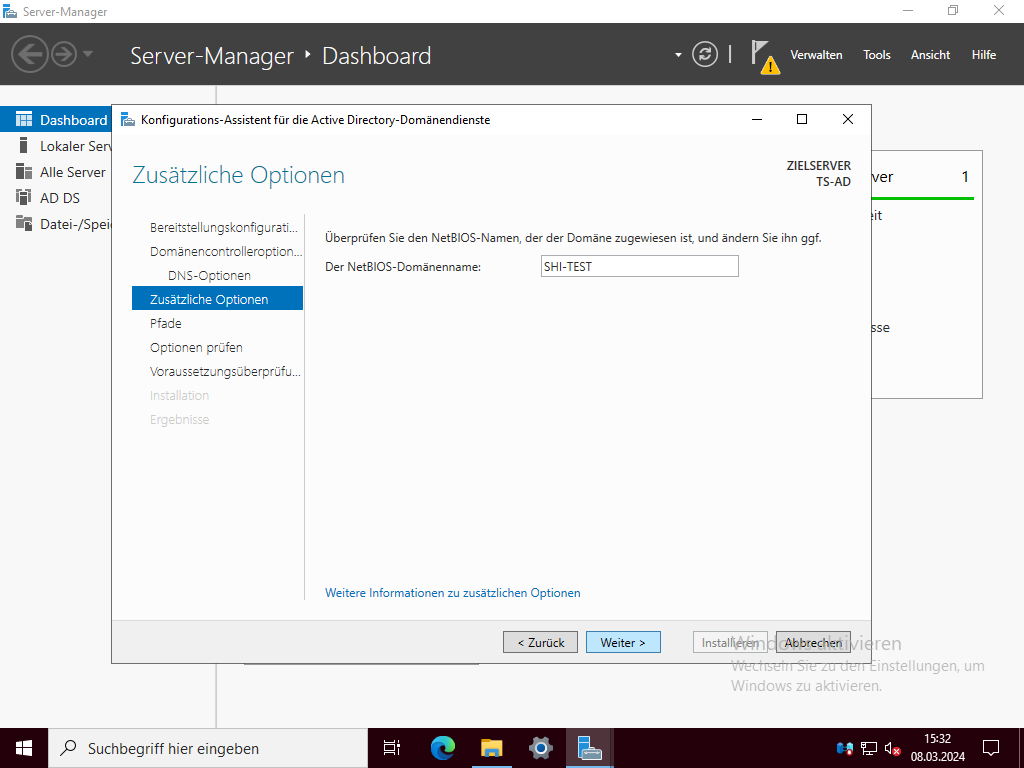 Server-Manager
Server-Manager Dashboard
Verwalten Tools Ansicht Hilfe
Dashboard
Lokaler Serv
Alle Server
AD DS
Datei-/Speic
Konfigurations-Assistent für die Active Directory-Domänendienste
Zusätzliche Optionen
ZIELSERVER
TS-AD
Bereitstellungskonfigurati...
Domänencontrolleroption...
DNS-Optionen
Zusätzliche Optionen
Pfade
Optionen prüfen
Voraussetzungsüberprüfu...
Installation
Ergebnisse
Überprüfen Sie den NetBIOS-Namen, der der Domäne zugewiesen ist, und ändern Sie ihn ggf.
Der NetBIOS-Domänenname: SHI-TEST
Weitere Informationen zu zusätzlichen Optionen
< Zurück Weiter > Installieren Abbrechen
ver 1
eit
sse
Windows aktivieren
Wechseln Sie zu den Einstellungen, um
Windows zu aktivieren.
Suchbegriff hier eingeben
15:32
08.03.2024